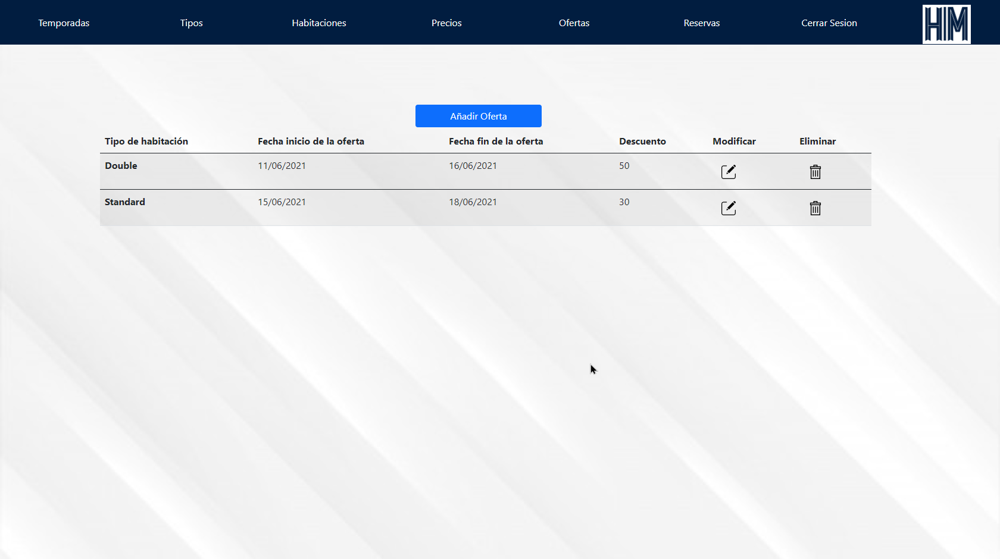 Temporadas Tipos Habitaciones Precios Ofertas Reservas Cerrar Sesion HIM
Añadir Oferta
Tipo de habitación Fecha inicio de la oferta Fecha fin de la oferta Descuento Modificar Eliminar
Double 11/06/2021 16/06/2021 50
Standard 15/06/2021 18/06/2021 30